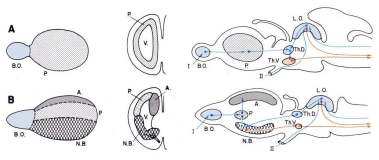 A
B.O.
P.
P.
V.
I
B.O.
P.
Th.V.
Th.D.
II
L.O.
B
B.O.
A.
P.
N.B.
P.
A.
V.
N.B.
I
B.O.
A.
P.
N.B.
Th.V.
Th.D.
II
L.O.